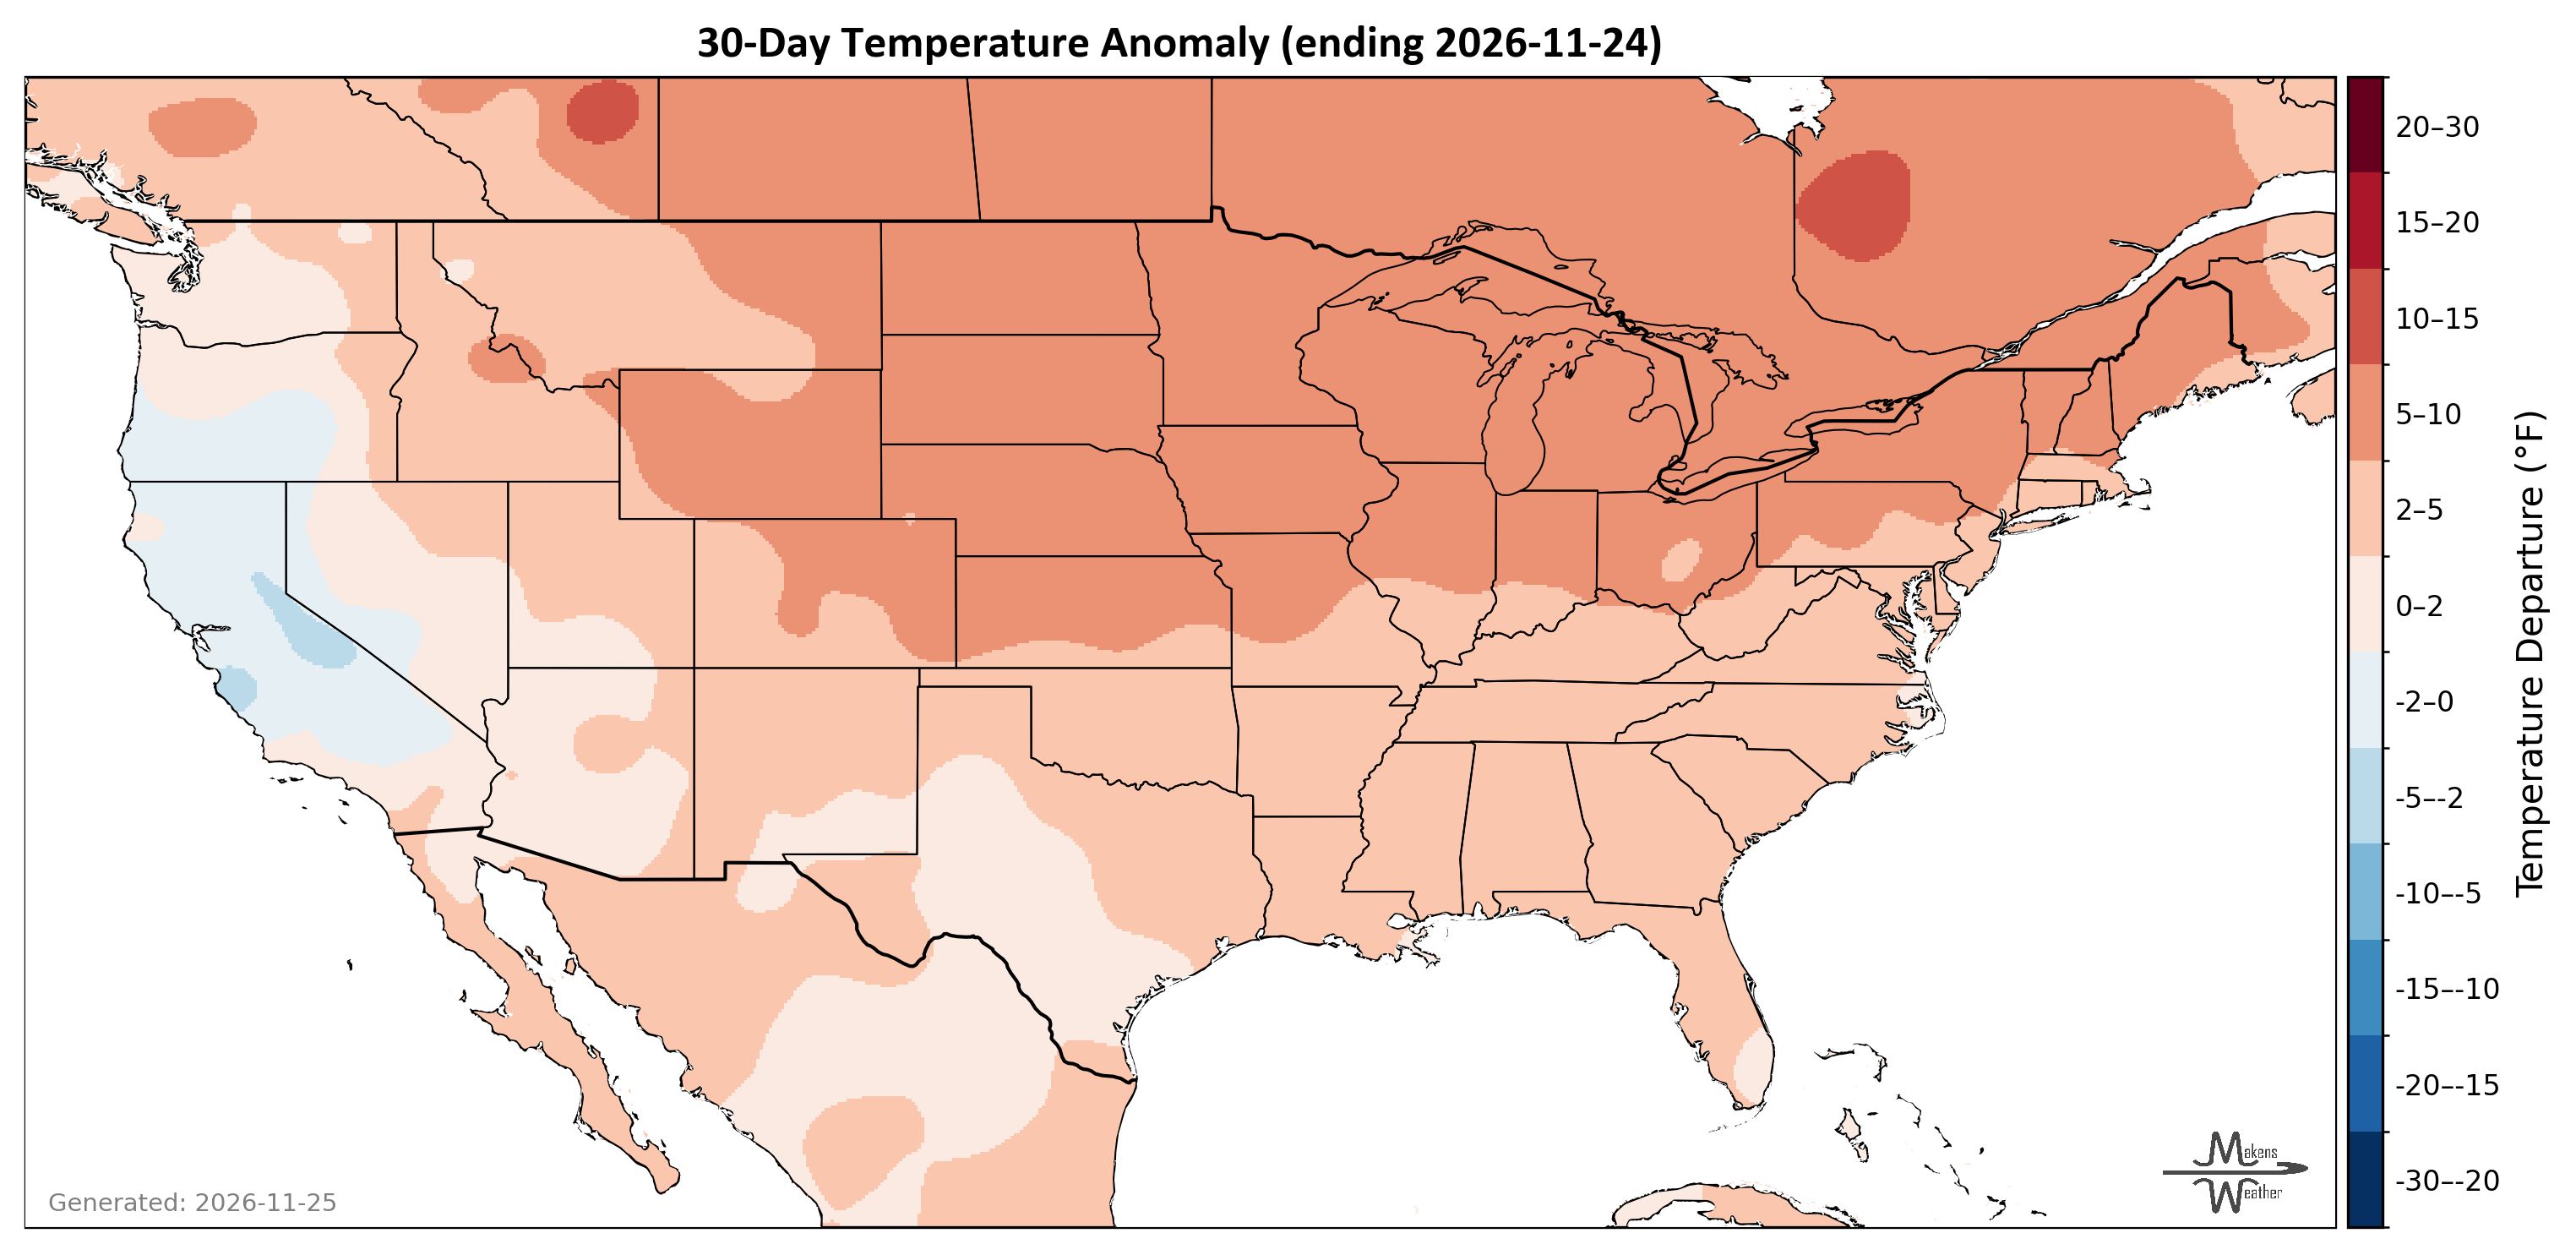 30-Day Temperature Anomaly (ending 2026-11-24)
20–30
15–20
10–15
5–10
2–5
0–2
-2–0
-5–-2
-10–-5
-15–-10
-20–-15
-30–-20
Temperature Departure (°F)
Makens
Weather
Generated: 2026-11-25